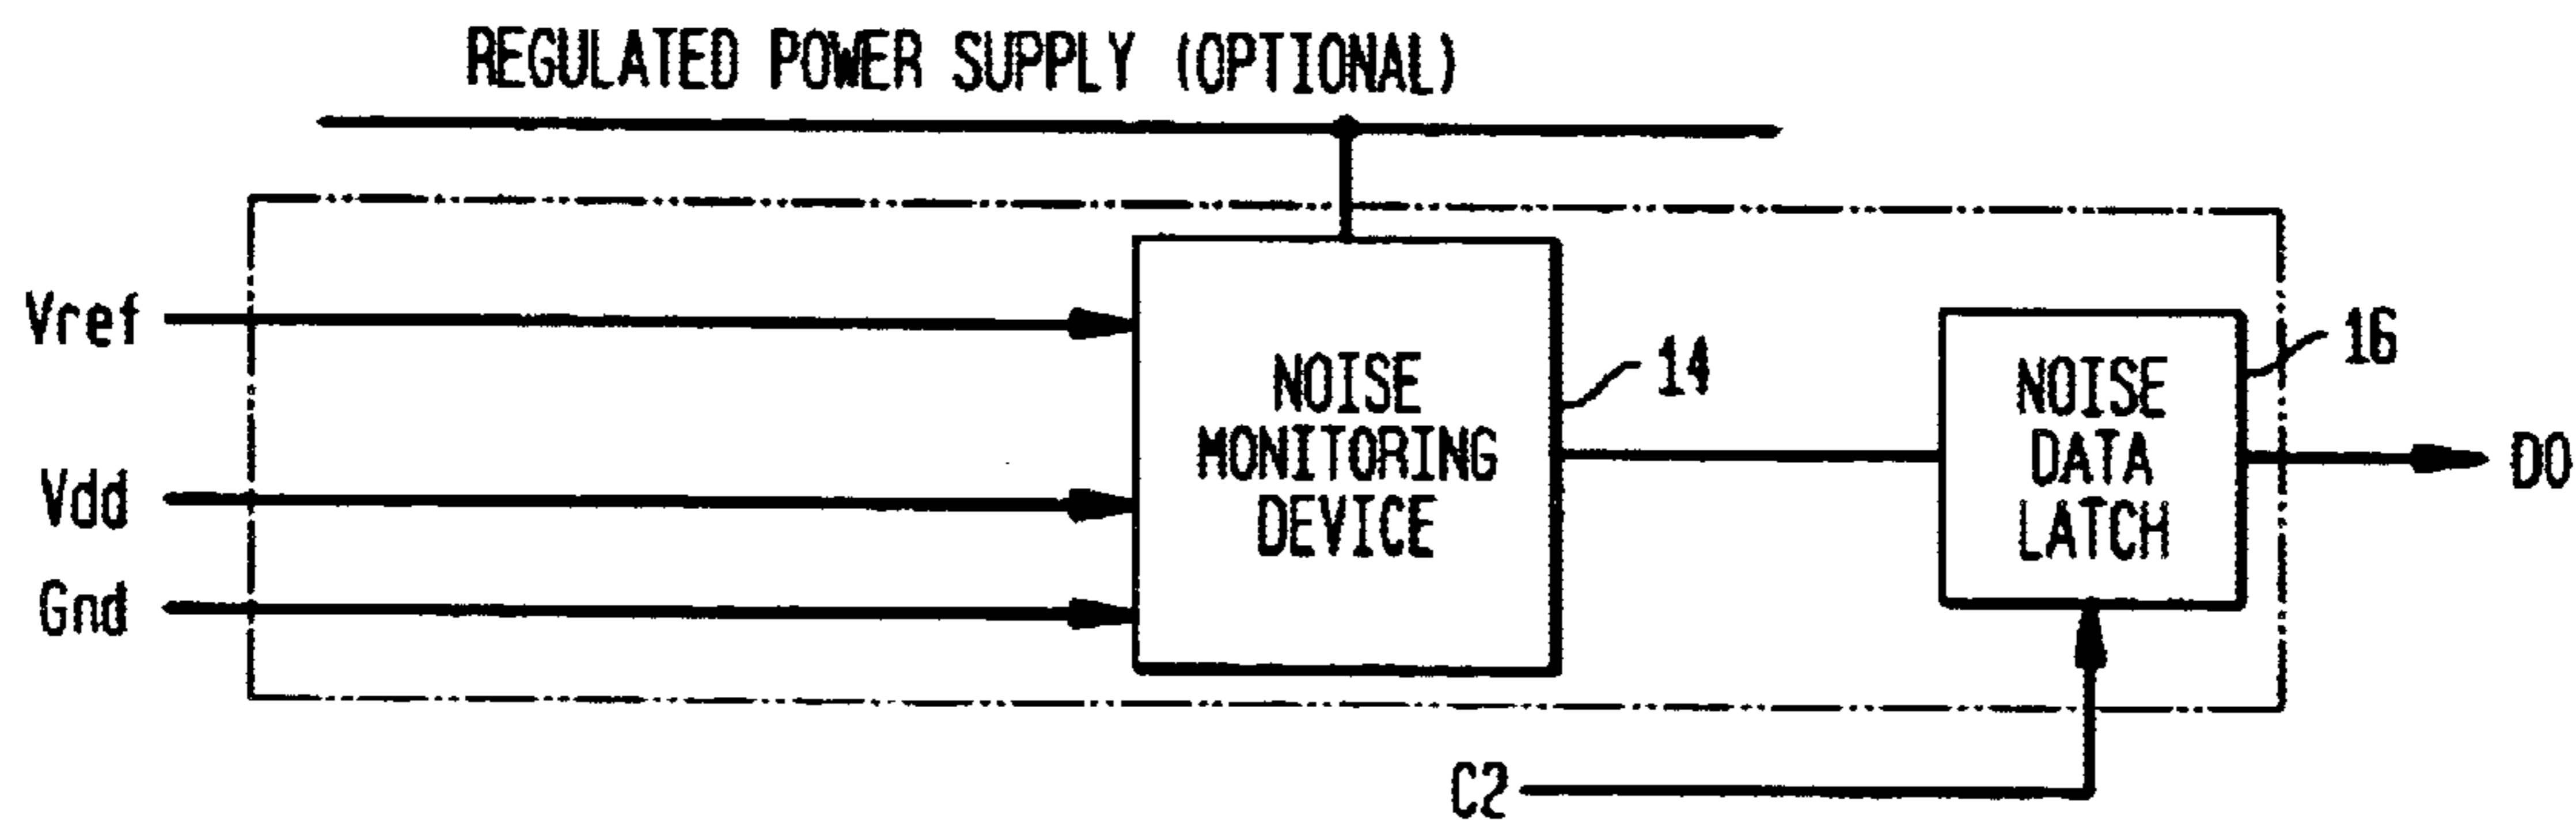 REGULATED POWER SUPPLY (OPTIONAL)
Vref
Vdd
Gnd
NOISE
MONITORING
DEVICE
14
NOISE
DATA
LATCH
16
DO
C2